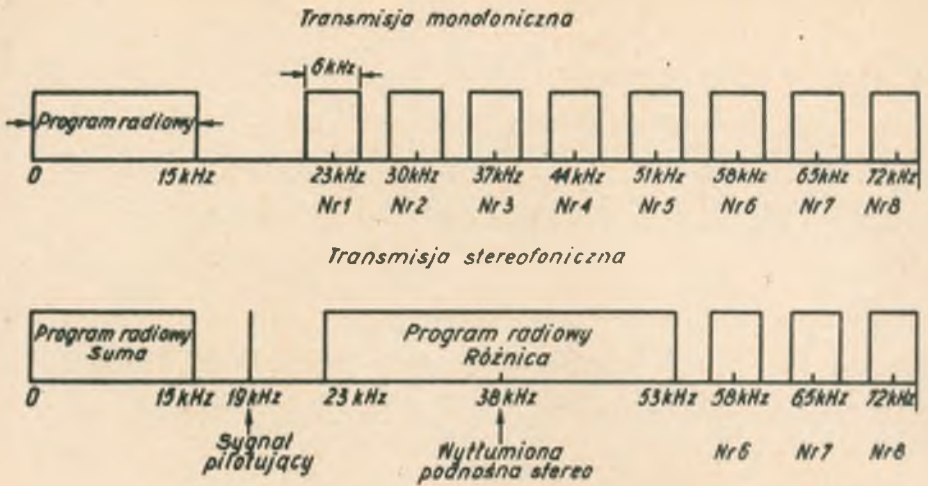 Transmisja monofoniczna
6kHz
Program radiowy
0 15kHz 23kHz 30kHz 37kHz 44kHz 51kHz 58kHz 65kHz 72kHz
Nr1 Nr2 Nr3 Nr4 Nr5 Nr6 Nr7 Nr8
Transmisja stereofoniczna
Program radiowy
Suma
Program radiowy
Różnica
0 15kHz 19kHz 23kHz 38kHz 53kHz 58kHz 65kHz 72kHz
Sygnał
pilotujący
Wytłumiona
podnośna stereo
Nr6 Nr7 Nr8